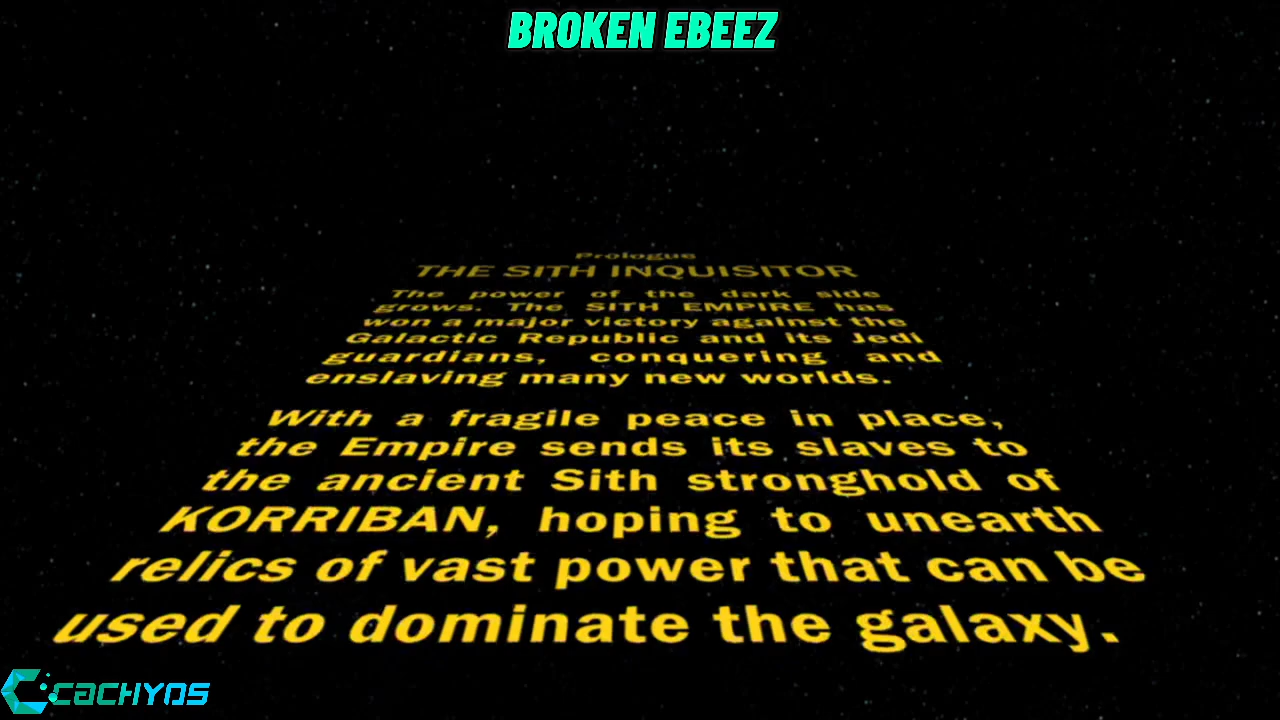 BROKEN EBEEZ
Prologue
THE SITH INQUISITOR
The power of the dark side
grows. The SITH EMPIRE has
won a major victory against the
Galactic Republic and its Jedi
guardians, conquering and
enslaving many new worlds.
With a fragile peace in place,
the Empire sends its slaves to
the ancient Sith stronghold of
KORRIBAN, hoping to unearth
relics of vast power that can be
used to dominate the galaxy.
CACHYOS